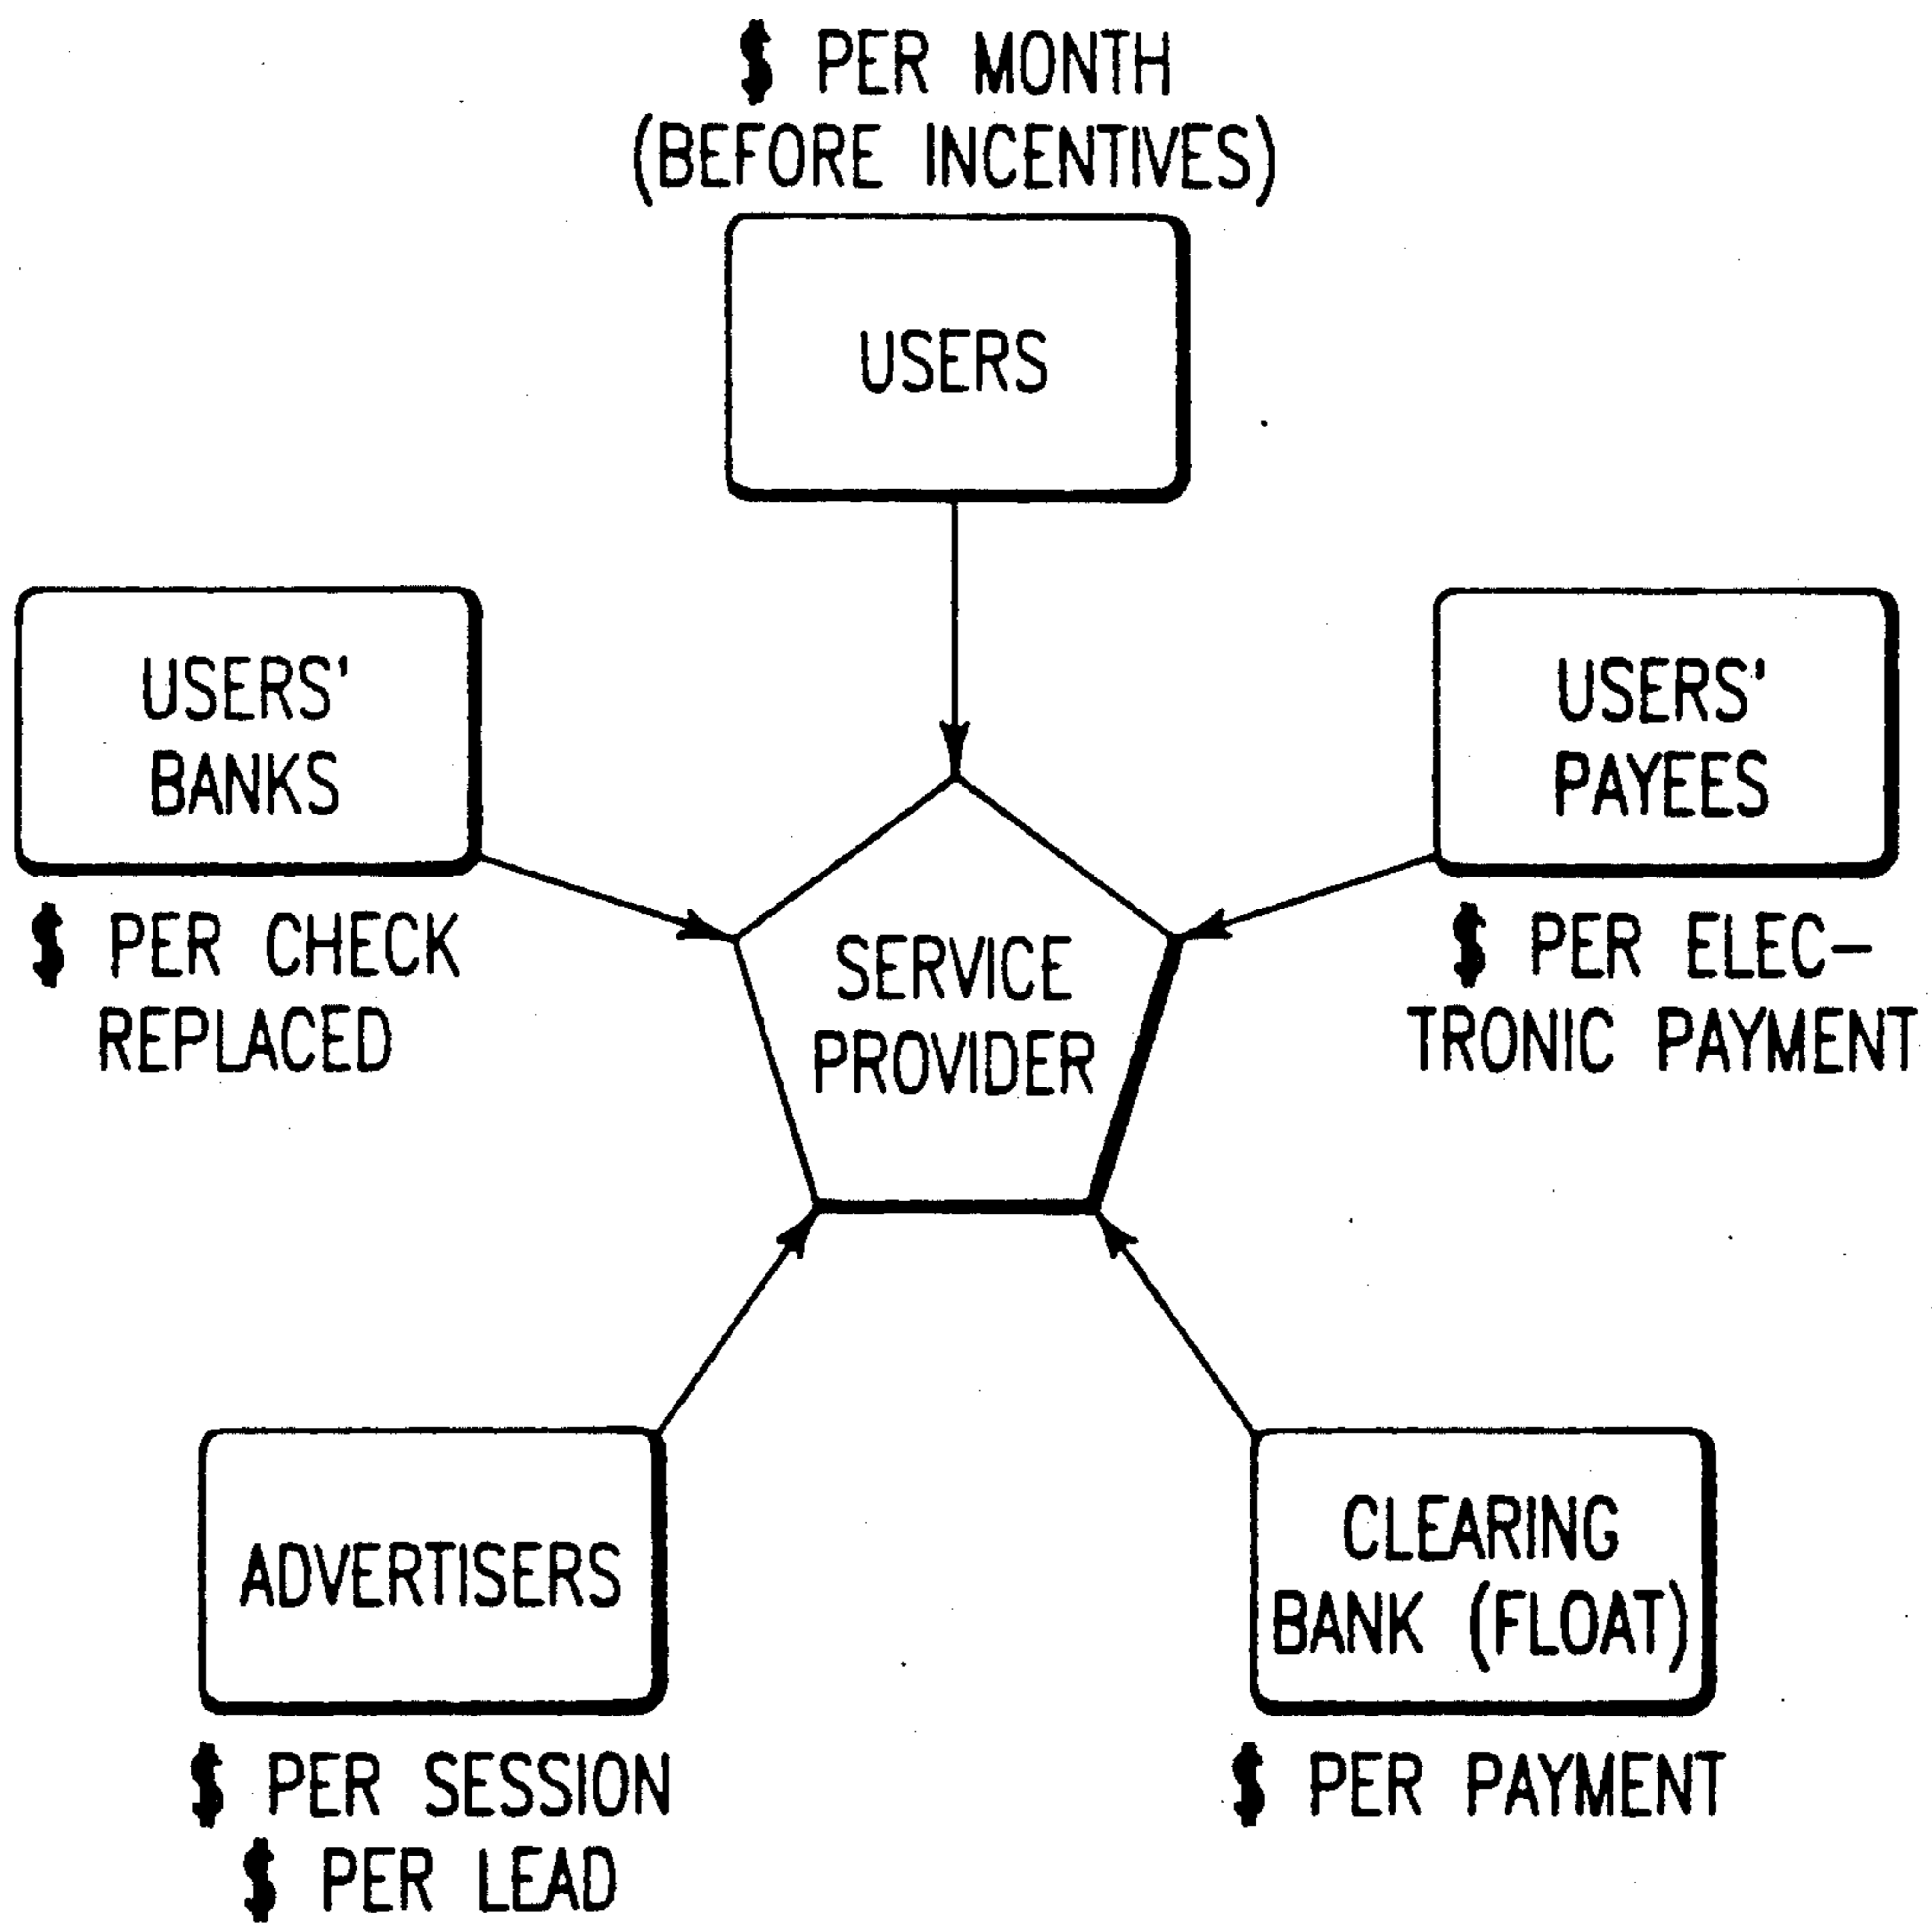 $ PER MONTH
(BEFORE INCENTIVES)
USERS
USERS'
BANKS
$ PER CHECK
REPLACED
USERS'
PAYEES
$ PER ELEC-
TRONIC PAYMENT
SERVICE
PROVIDER
ADVERTISERS
$ PER SESSION
$ PER LEAD
CLEARING
BANK (FLOAT)
$ PER PAYMENT